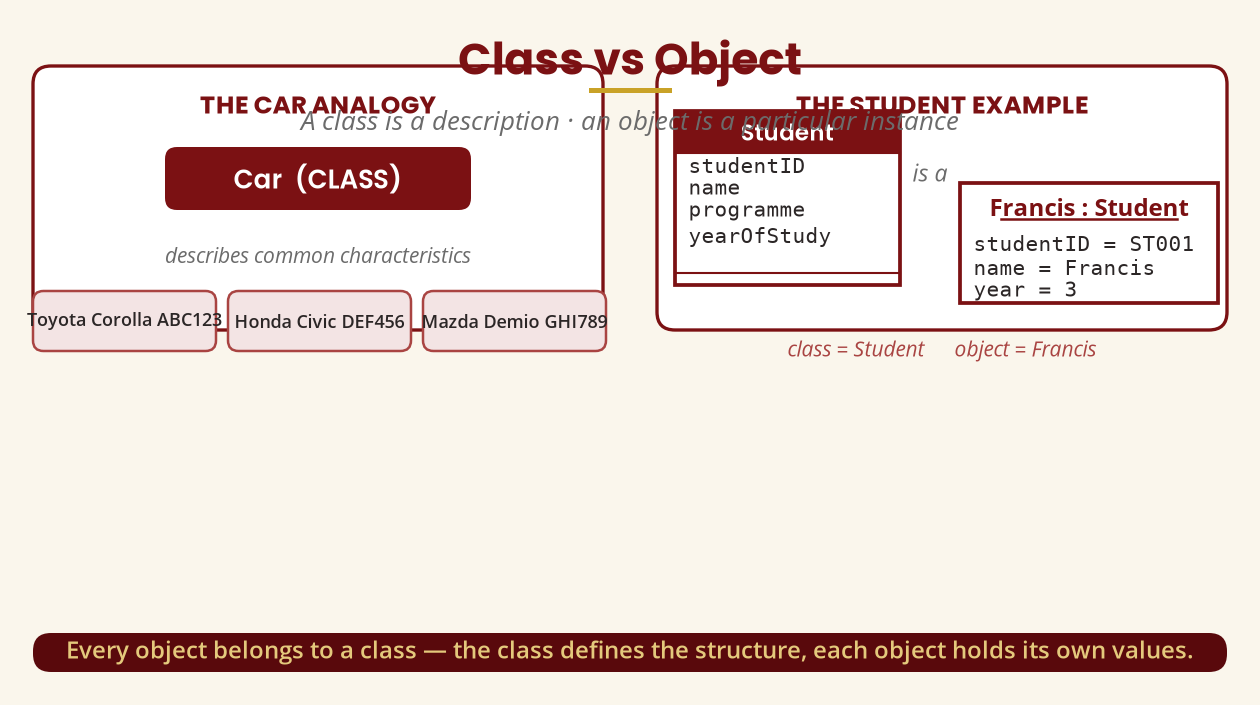 Class vs Object
A class is a description · an object is a particular instance
THE CAR ANALOGY
Car (CLASS)
describes common characteristics
Toyota Corolla ABC123
Honda Civic DEF456
Mazda Demio GHI789
THE STUDENT EXAMPLE
Student
studentID
name
programme
yearOfStudy
is a
Francis : Student
studentID = ST001
name = Francis
year = 3
class = Student object = Francis
Every object belongs to a class — the class defines the structure, each object holds its own values.